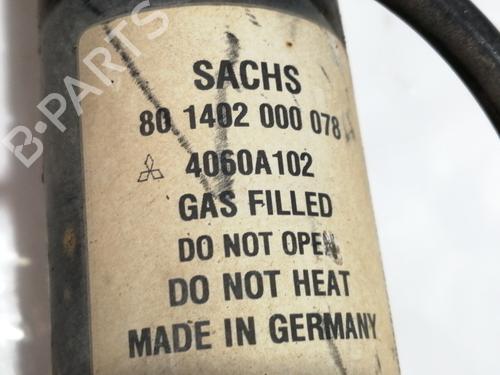 B-PARTS
SACHS
80 1402 000 078
4060A102
GAS FILLED
DO NOT OPEN
DO NOT HEAT
MADE IN GERMANY